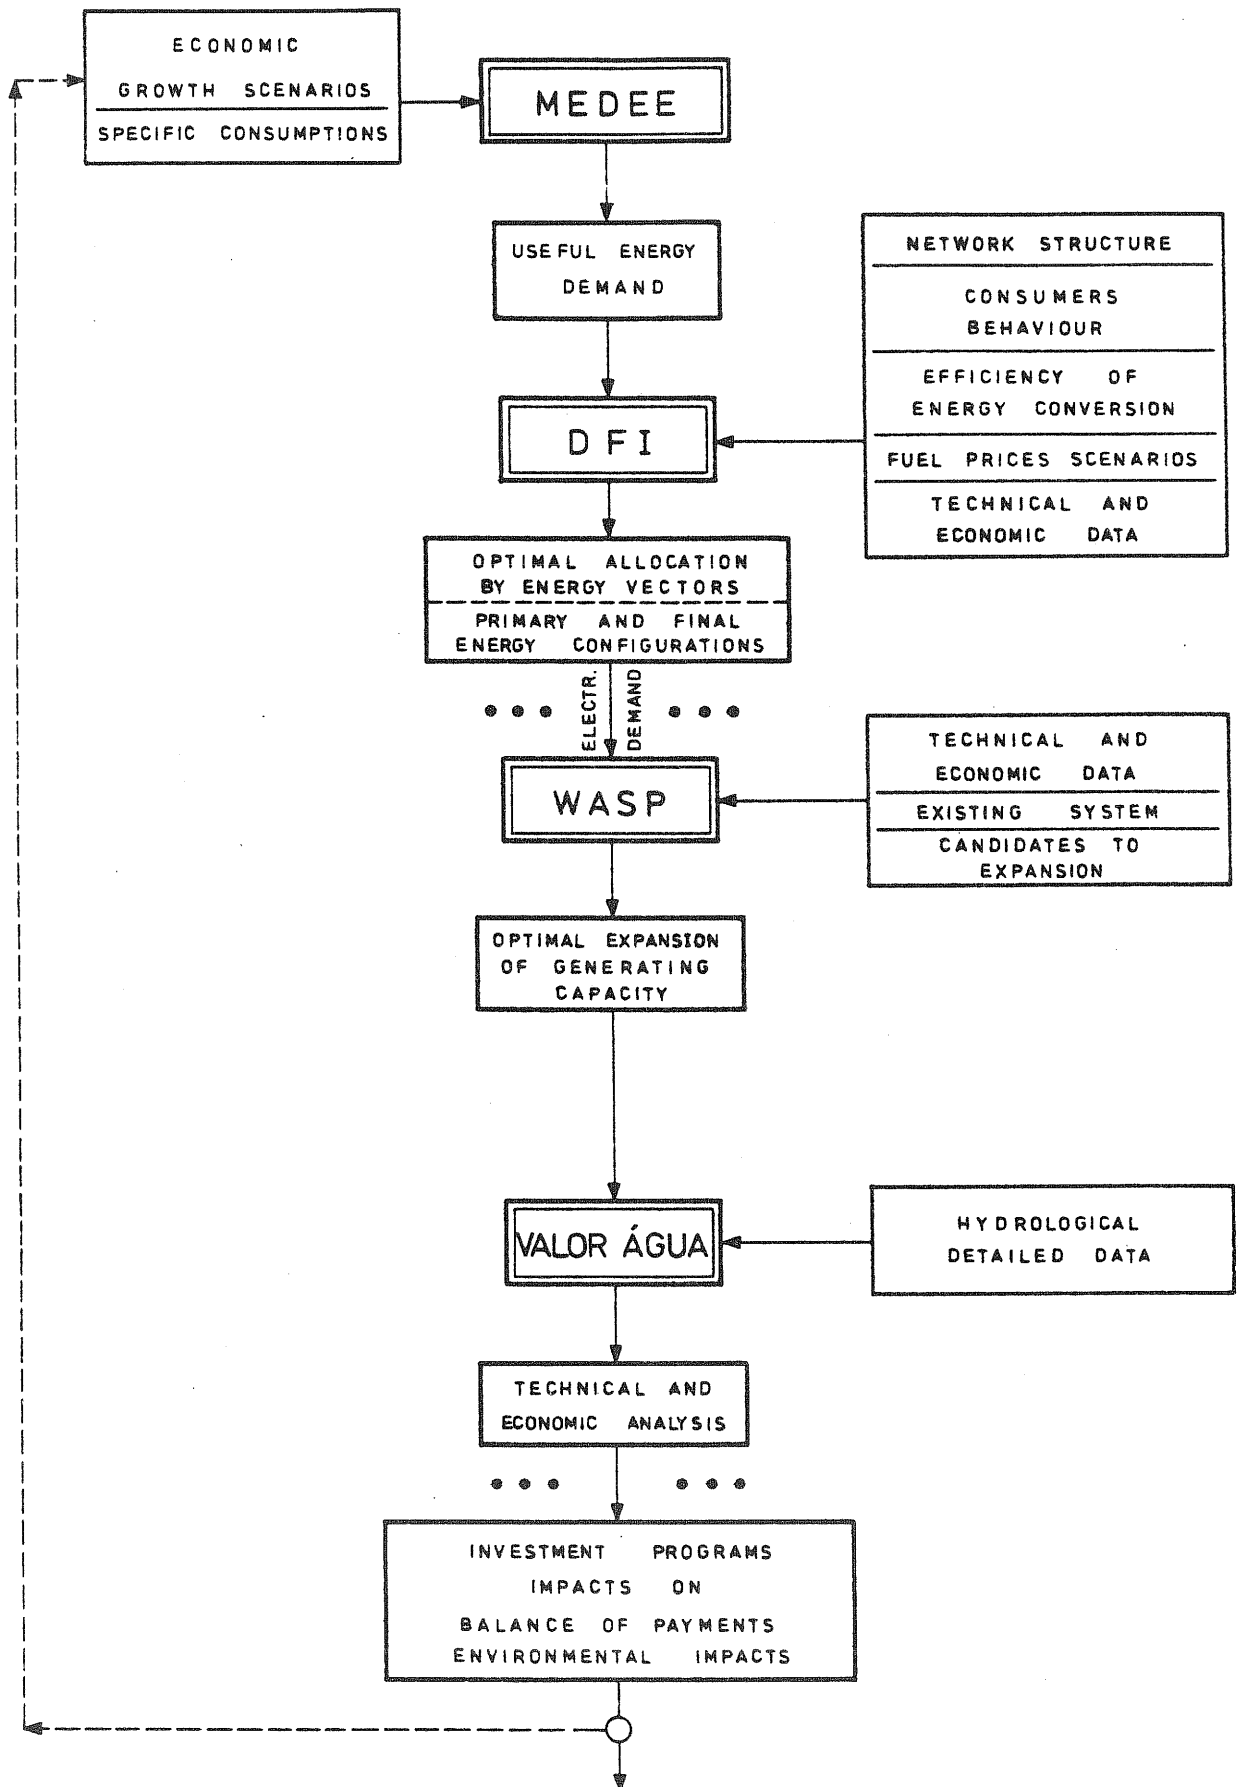 ECONOMIC
GROWTH SCENARIOS
SPECIFIC CONSUMPTIONS
MEDEE
USEFUL ENERGY
DEMAND
NETWORK STRUCTURE
CONSUMERS
BEHAVIOUR
EFFICIENCY OF
ENERGY CONVERSION
FUEL PRICES SCENARIOS
TECHNICAL AND
ECONOMIC DATA
DFI
OPTIMAL ALLOCATION
BY ENERGY VECTORS
PRIMARY AND FINAL
ENERGY CONFIGURATIONS
ELECTR.
DEMAND
TECHNICAL AND
ECONOMIC DATA
EXISTING SYSTEM
CANDIDATES TO
EXPANSION
WASP
OPTIMAL EXPANSION
OF GENERATING
CAPACITY
VALOR ÁGUA
HYDROLOGICAL
DETAILED DATA
TECHNICAL AND
ECONOMIC ANALYSIS
INVESTMENT PROGRAMS
IMPACTS ON
BALANCE OF PAYMENTS
ENVIRONMENTAL IMPACTS